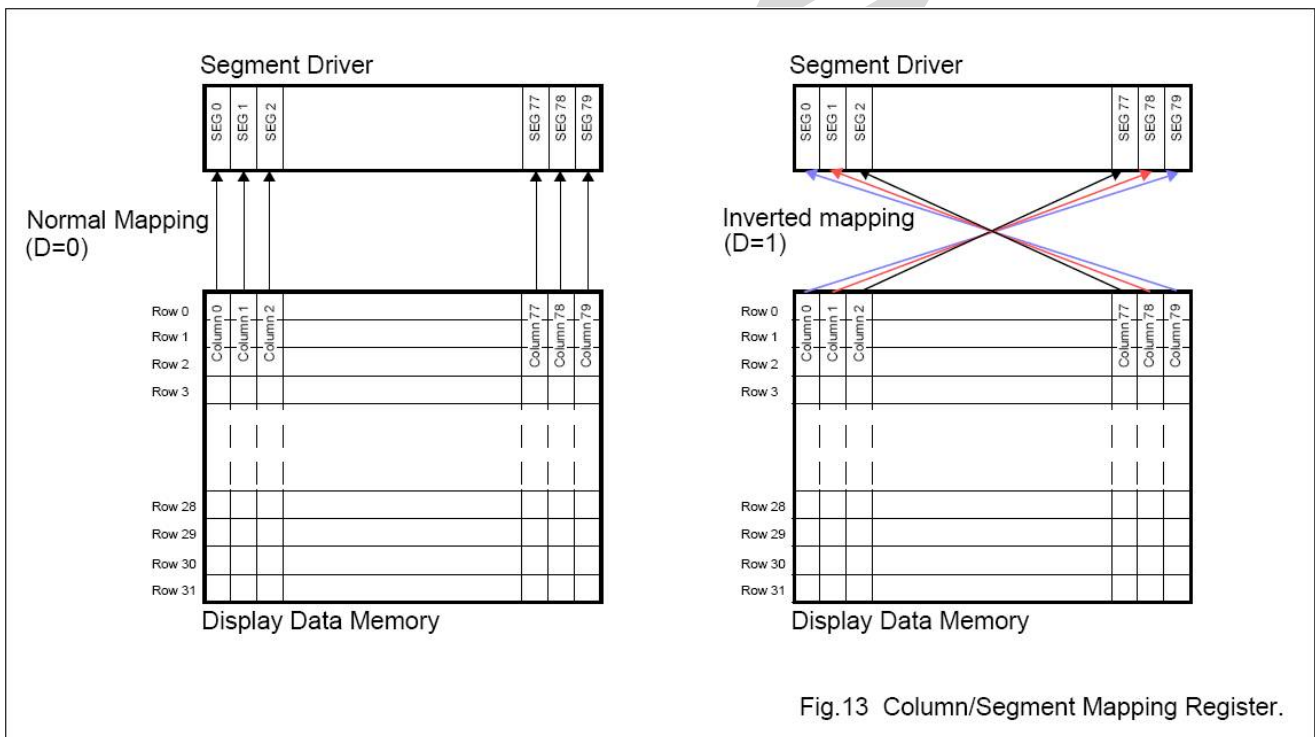 Segment Driver
SEG 0
SEG 1
SEG 2
SEG 77
SEG 78
SEG 79
Normal Mapping
(D=0)
Row 0
Row 1
Row 2
Row 3
Row 28
Row 29
Row 30
Row 31
Column 0
Column 1
Column 2
Column 77
Column 78
Column 79
Display Data Memory
Segment Driver
SEG 0
SEG 1
SEG 2
SEG 77
SEG 78
SEG 79
Inverted mapping
(D=1)
Row 0
Row 1
Row 2
Row 3
Row 28
Row 29
Row 30
Row 31
Column 0
Column 1
Column 2
Column 77
Column 78
Column 79
Display Data Memory
Fig.13 Column/Segment Mapping Register.